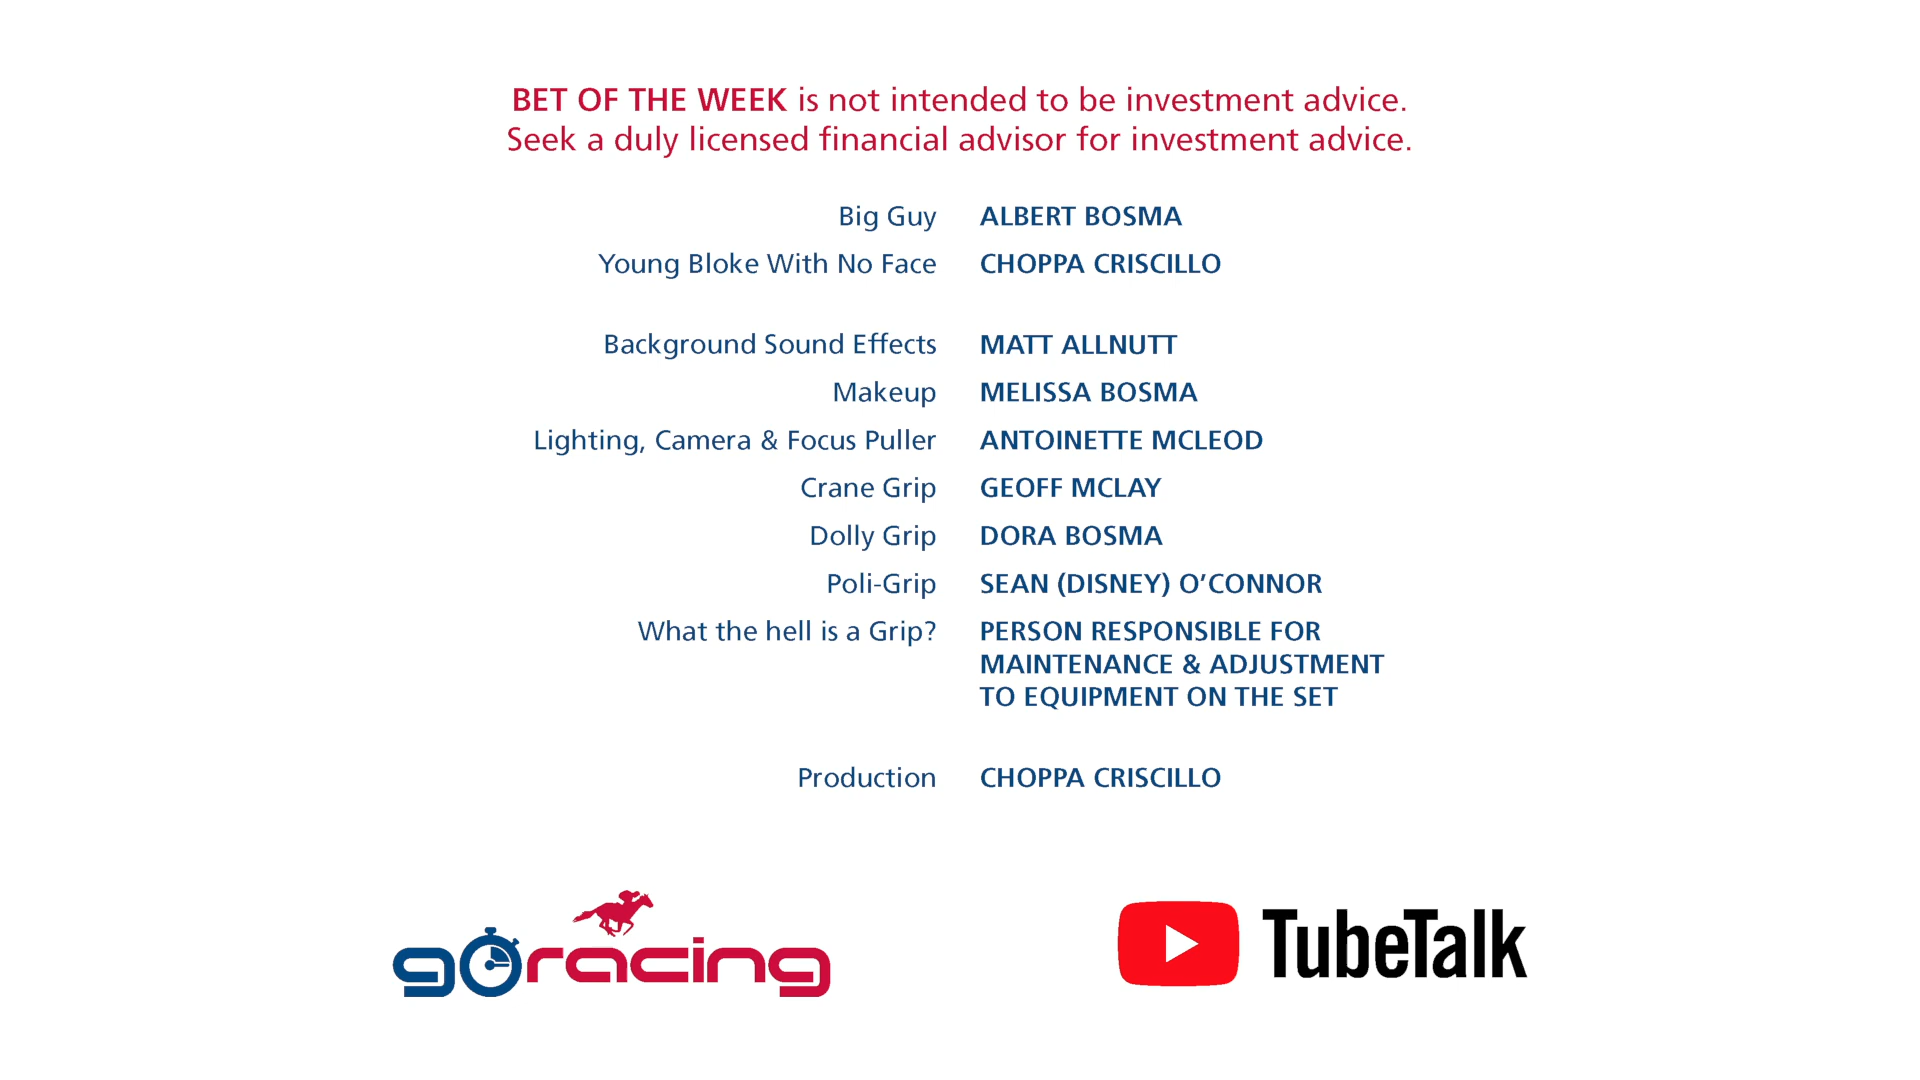 BET OF THE WEEK is not intended to be investment advice.
Seek a duly licensed financial advisor for investment advice.
Big Guy ALBERT BOSMA
Young Bloke With No Face CHOPPA CRISCILLO
Background Sound Effects MATT ALLNUTT
Makeup MELISSA BOSMA
Lighting, Camera & Focus Puller ANTOINETTE MCLEOD
Crane Grip GEOFF MCLAY
Dolly Grip DORA BOSMA
Poli-Grip SEAN (DISNEY) O’CONNOR
What the hell is a Grip? PERSON RESPONSIBLE FOR
MAINTENANCE & ADJUSTMENT
TO EQUIPMENT ON THE SET
Production CHOPPA CRISCILLO
goracing TubeTalk